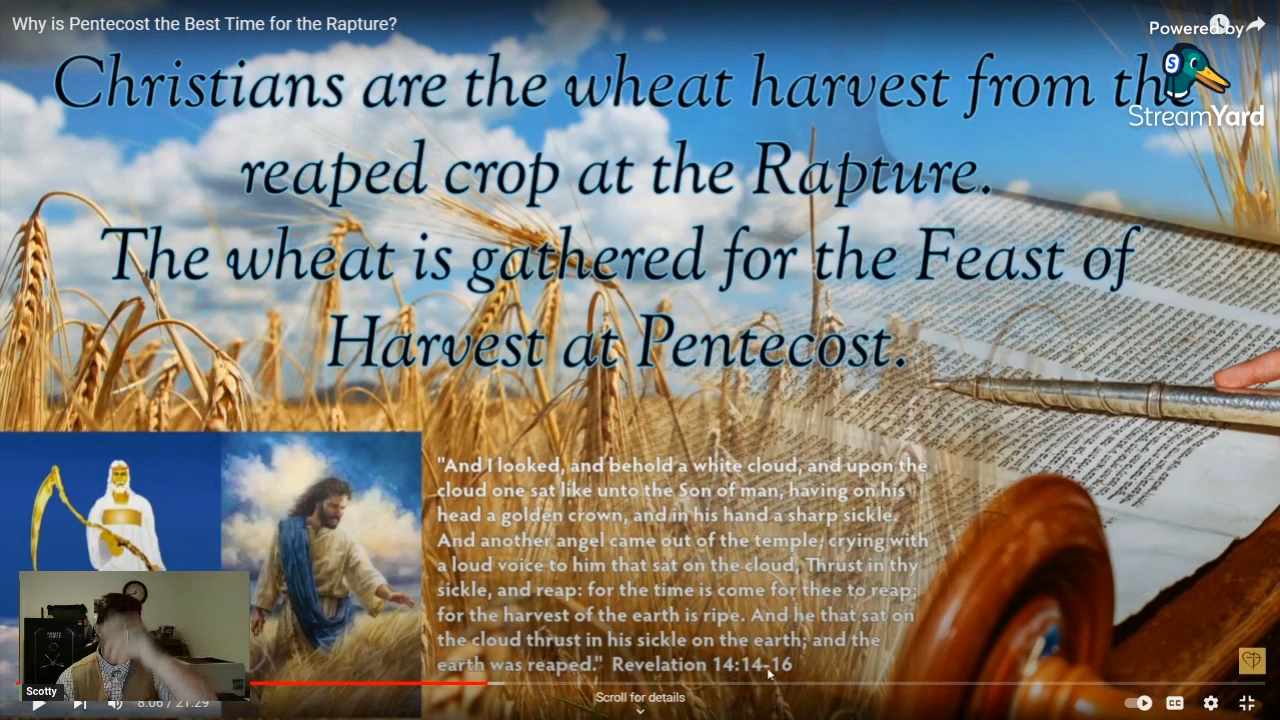 Why is Pentecost the Best Time for the Rapture?
Powered by
StreamYard
Christians are the wheat harvest from the
reaped crop at the Rapture.
The wheat is gathered for the Feast of
Harvest at Pentecost.
"And I looked, and behold a white cloud, and upon the
cloud one sat like unto the Son of man, having on his
head a golden crown, and in his hand a sharp sickle.
And another angel came out of the temple, crying with
a loud voice to him that sat on the cloud, Thrust in thy
sickle, and reap: for the time is come for thee to reap;
for the harvest of the earth is ripe. And he that sat on
the cloud thrust in his sickle on the earth; and the
earth was reaped." Revelation 14:14-16
Scotty
8:06 / 21:29
Scroll for details
CC